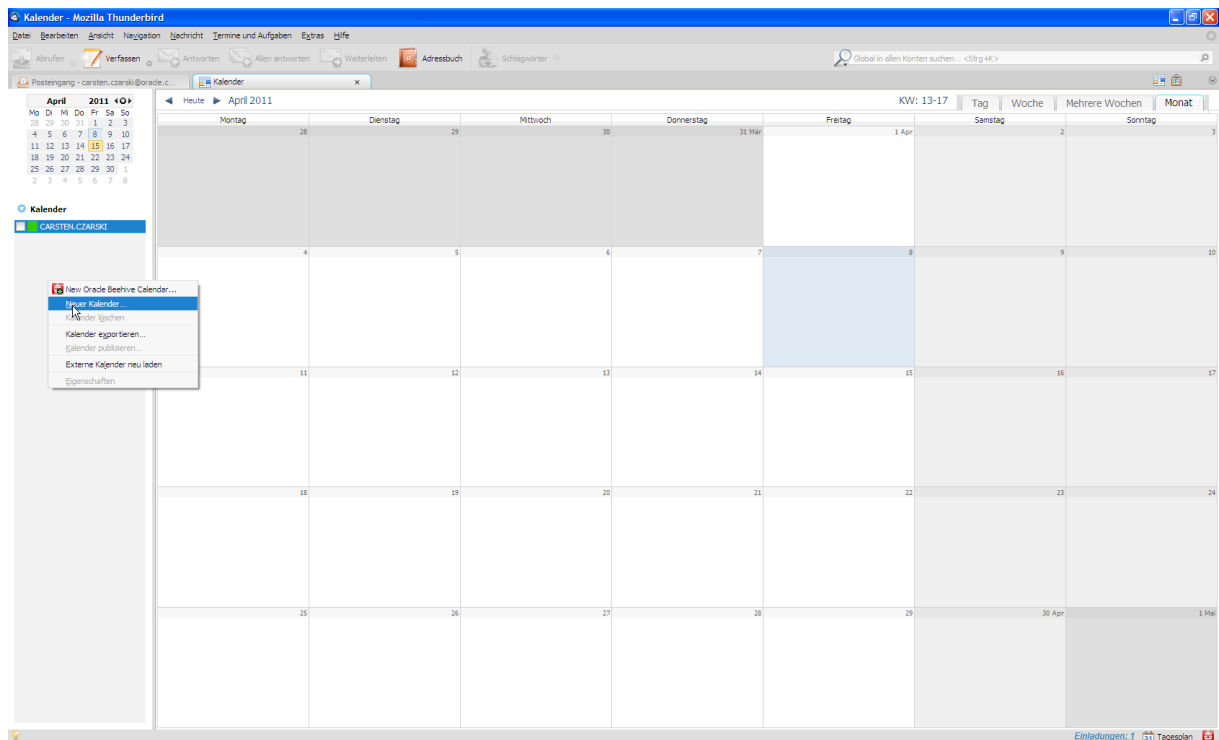 Kalender - Mozilla Thunderbird
Datei Bearbeiten Ansicht Navigation Nachricht Termine und Aufgaben Extras Hilfe
Abrufen Verfassen Antworten Allen antworten Weiterleiten Adressbuch Schlagwörter Global in allen Konten suchen... <Strg+K>
Posteingang - carsten.czarski@oracle.c... Kalender
April 2011
Mo Di Mi Do Fr Sa So
28 29 30 31 1 2 3
4 5 6 7 8 9 10
11 12 13 14 15 16 17
18 19 20 21 22 23 24
25 26 27 28 29 30 1
2 3 4 5 6 7 8
Kalender
CARSTEN.CZARSKI
New Oracle Beehive Calendar...
Neuer Kalender...
Kalender löschen
Kalender exportieren...
Kalender publizieren...
Externe Kalender neu laden
Eigenschaften
Heute April 2011 KW: 13-17 Tag Woche Mehrere Wochen Monat
Montag Dienstag Mittwoch Donnerstag Freitag Samstag Sonntag
28 29 30 31 Mär 1 Apr 2 3
4 5 6 7 8 9 10
11 12 13 14 15 16 17
18 19 20 21 22 23 24
25 26 27 28 29 30 Apr 1 Mai
Einladungen: 1 31 Tagesplan